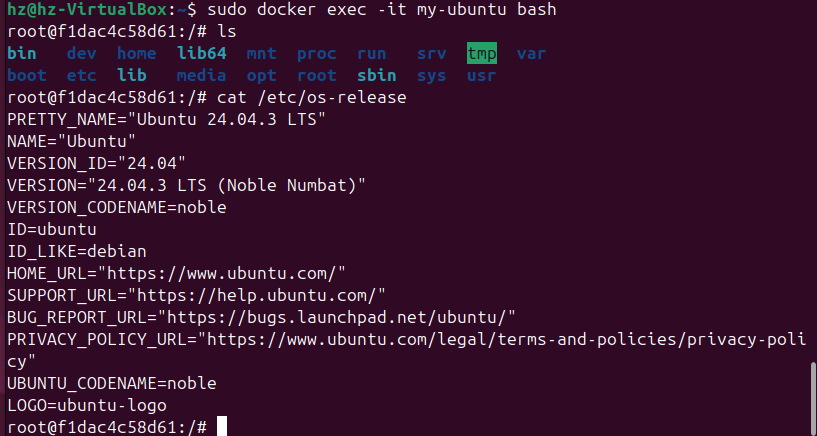 hz@hz-VirtualBox:~$ sudo docker exec -it my-ubuntu bash
root@f1dac4c58d61:/# ls
bin   dev  home  lib64  mnt  proc  run   srv  tmp  var
boot  etc  lib   media  opt  root  sbin  sys  usr
root@f1dac4c58d61:/# cat /etc/os-release
PRETTY_NAME="Ubuntu 24.04.3 LTS"
NAME="Ubuntu"
VERSION_ID="24.04"
VERSION="24.04.3 LTS (Noble Numbat)"
VERSION_CODENAME=noble
ID=ubuntu
ID_LIKE=debian
HOME_URL="https://www.ubuntu.com/"
SUPPORT_URL="https://help.ubuntu.com/"
BUG_REPORT_URL="https://bugs.launchpad.net/ubuntu/"
PRIVACY_POLICY_URL="https://www.ubuntu.com/legal/terms-and-policies/privacy-poli
cy"
UBUNTU_CODENAME=noble
LOGO=ubuntu-logo
root@f1dac4c58d61:/#